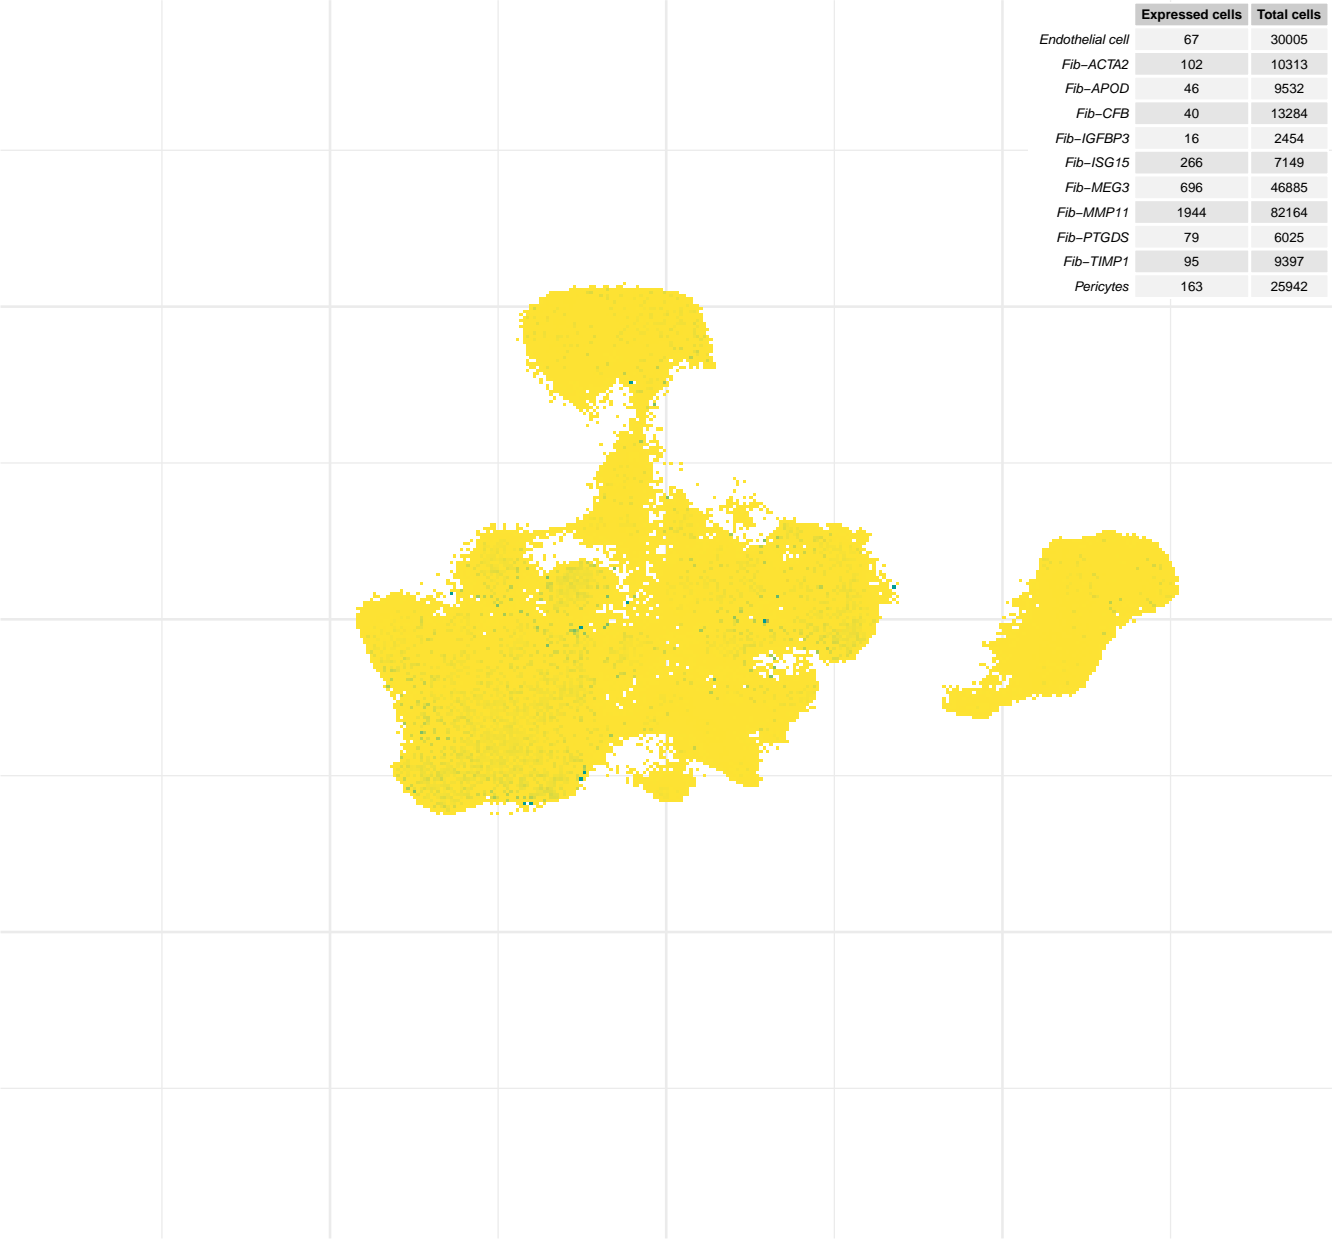 Expressed cells Total cells
Endothelial cell 67 30005
Fib−ACTA2 102 10313
Fib−APOD 46 9532
Fib−CFB 40 13284
Fib−IGFBP3 16 2454
Fib−ISG15 266 7149
Fib−MEG3 696 46885
Fib−MMP11 1944 82164
Fib−PTGDS 79 6025
Fib−TIMP1 95 9397
Pericytes 163 25942